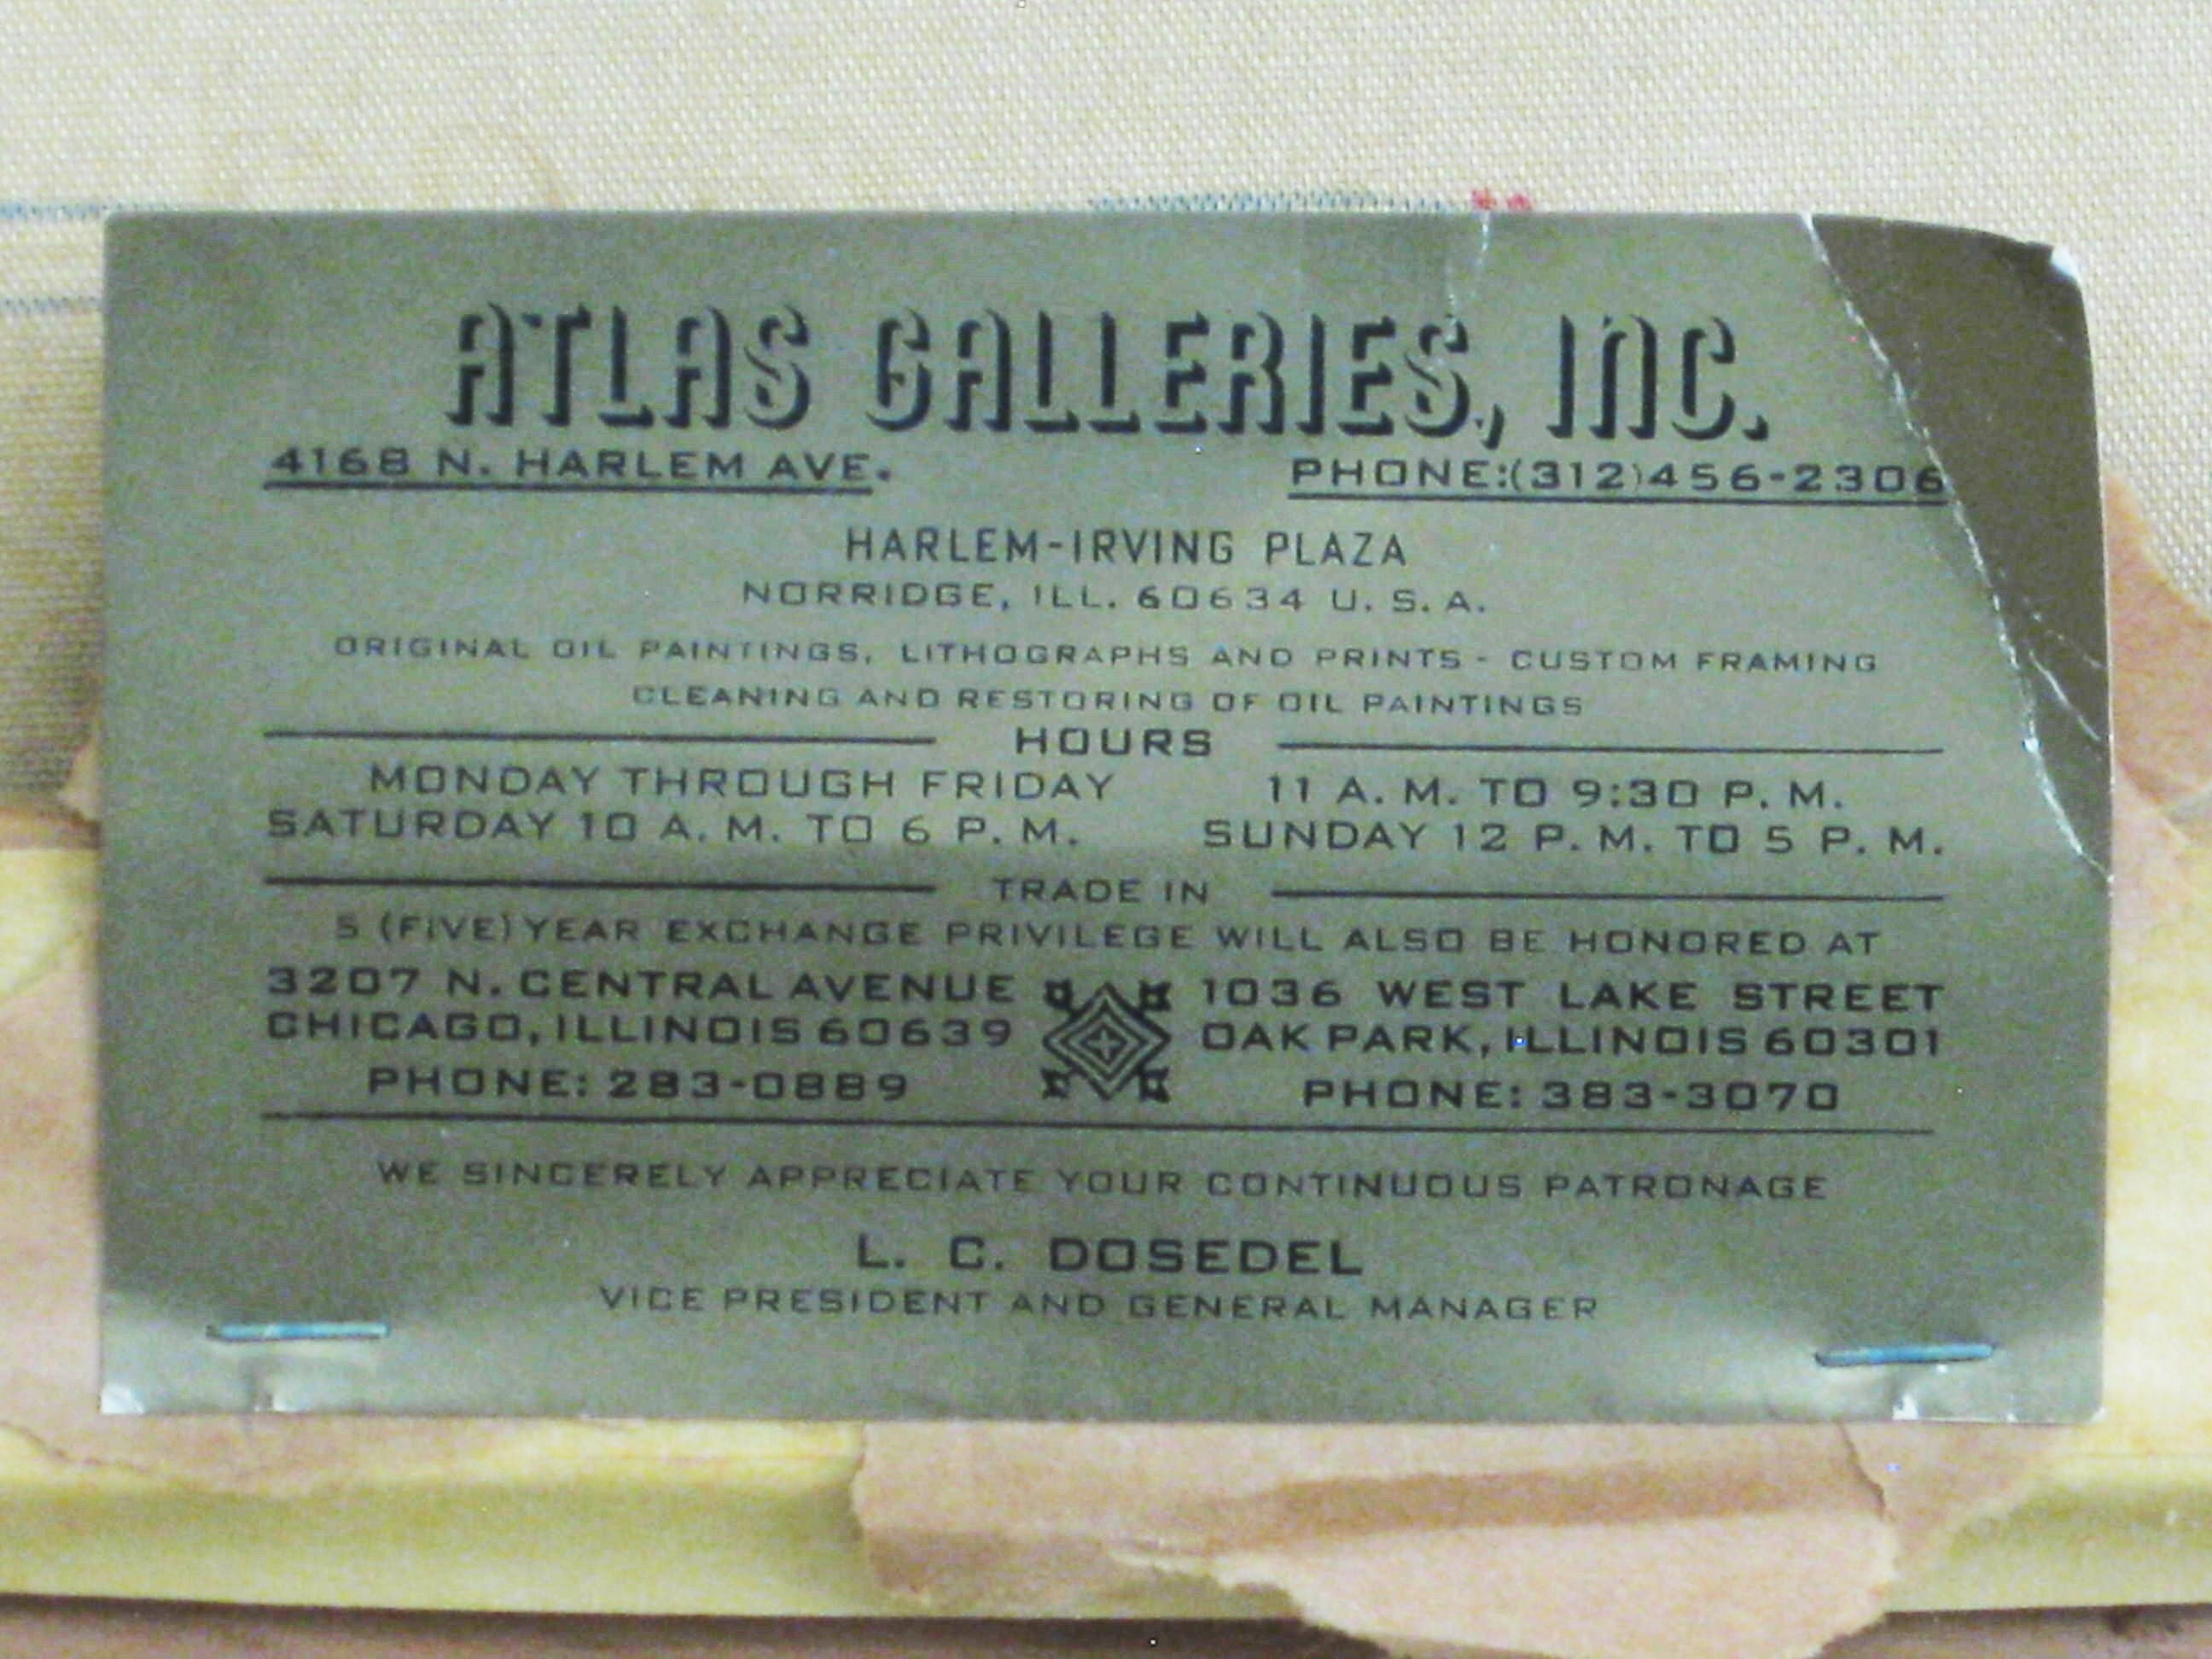 ATLAS GALLERIES, INC.
4168 N. HARLEM AVE. PHONE:(312)456-2306
HARLEM-IRVING PLAZA
NORRIDGE, ILL. 60634 U.S.A.
ORIGINAL OIL PAINTINGS, LITHOGRAPHS AND PRINTS - CUSTOM FRAMING
CLEANING AND RESTORING OF OIL PAINTINGS
HOURS
MONDAY THROUGH FRIDAY 11 A.M. TO 9:30 P.M.
SATURDAY 10 A.M. TO 6 P.M. SUNDAY 12 P.M. TO 5 P.M.
TRADE IN
5 (FIVE) YEAR EXCHANGE PRIVILEGE WILL ALSO BE HONORED AT
3207 N. CENTRAL AVENUE
CHICAGO, ILLINOIS 60639
PHONE: 283-0889
1036 WEST LAKE STREET
OAK PARK, ILLINOIS 60301
PHONE: 383-3070
WE SINCERELY APPRECIATE YOUR CONTINUOUS PATRONAGE
L. C. DOSEDEL
VICE PRESIDENT AND GENERAL MANAGER